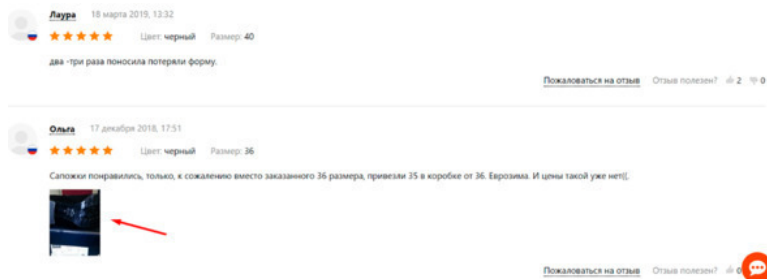 Лаура 18 марта 2019, 13:32
Цвет: черный Размер: 40
два -три раза поносила потеряли форму.
Пожаловаться на отзыв Отзыв полезен? 2 0
Ольга 17 декабря 2018, 17:51
Цвет: черный Размер: 36
Сапожки понравились, только, к сожалению вместо заказанного 36 размера, привезли 35 в коробке от 36. Еврозима. И цены такой уже нет((.
Пожаловаться на отзыв Отзыв полезен? 0